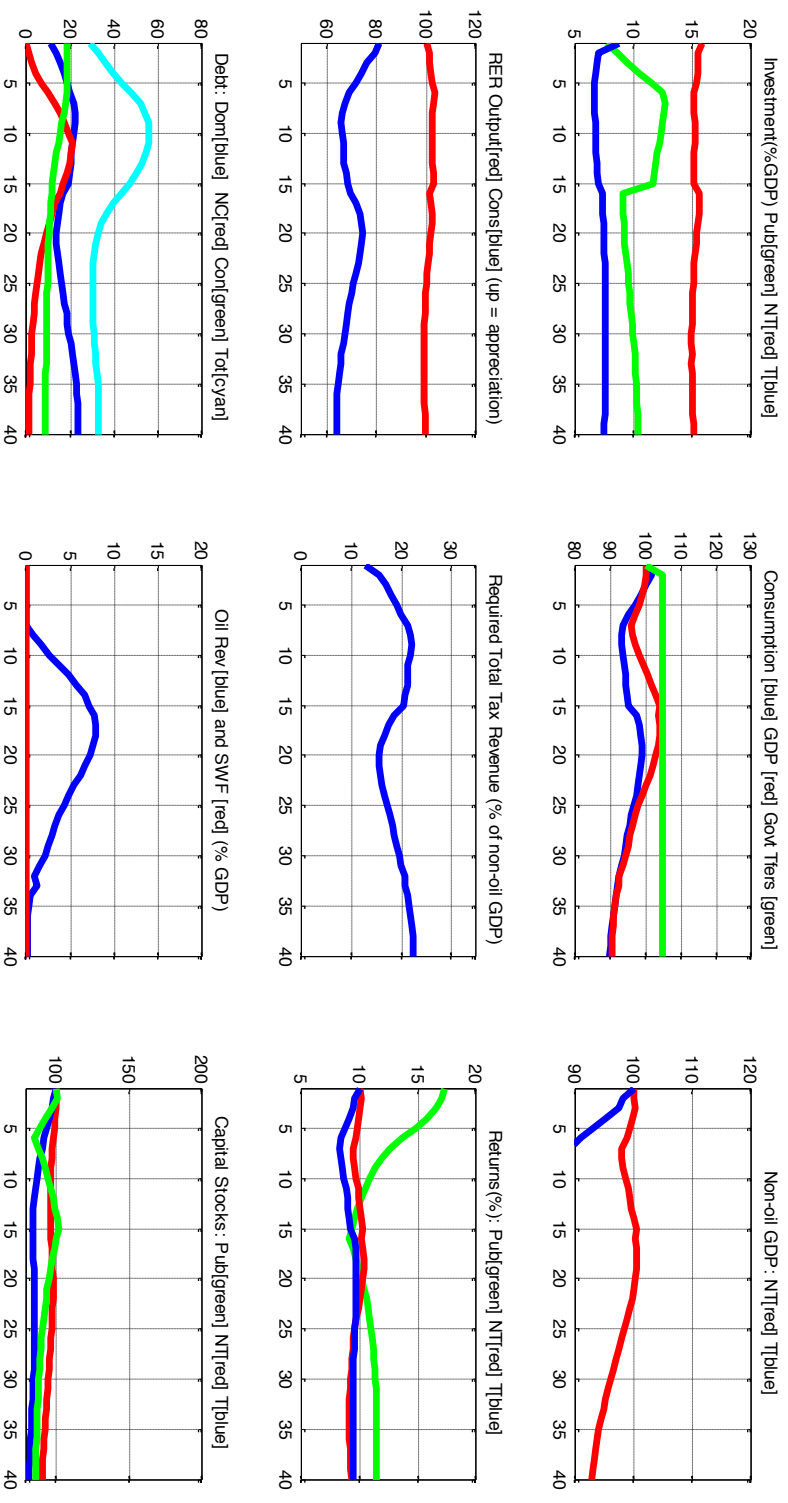 Investment(%GDP) Pub[green] NT[red] T[blue]
20
15
10
5
5 10 15 20 25 30 35 40
Consumption [blue] GDP [red] Govt Tfers [green]
130
120
110
100
90
80
5 10 15 20 25 30 35 40
Non-oil GDP: NT[red] T[blue]
120
110
100
90
5 10 15 20 25 30 35 40
RER Output[red] Cons[blue] (up = appreciation)
120
100
80
60
5 10 15 20 25 30 35 40
Required Total Tax Revenue (% of non-oil GDP)
30
20
10
0
5 10 15 20 25 30 35 40
Returns(%): Pub[green] NT[red] T[blue]
20
15
10
5
5 10 15 20 25 30 35 40
Debt: Dom[blue] NC[red] Con[green] Tot[cyan]
80
60
40
20
0
5 10 15 20 25 30 35 40
Oil Rev [blue] and SWF [red] (% GDP)
20
15
10
5
0
5 10 15 20 25 30 35 40
Capital Stocks: Pub[green] NT[red] T[blue]
200
150
100
5 10 15 20 25 30 35 40